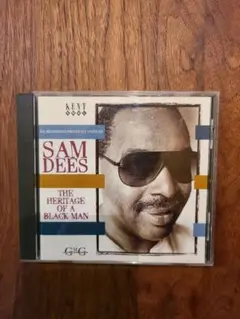 KENT
SAM
DEES
THE
HERITAGE
OF A
BLACK MAN